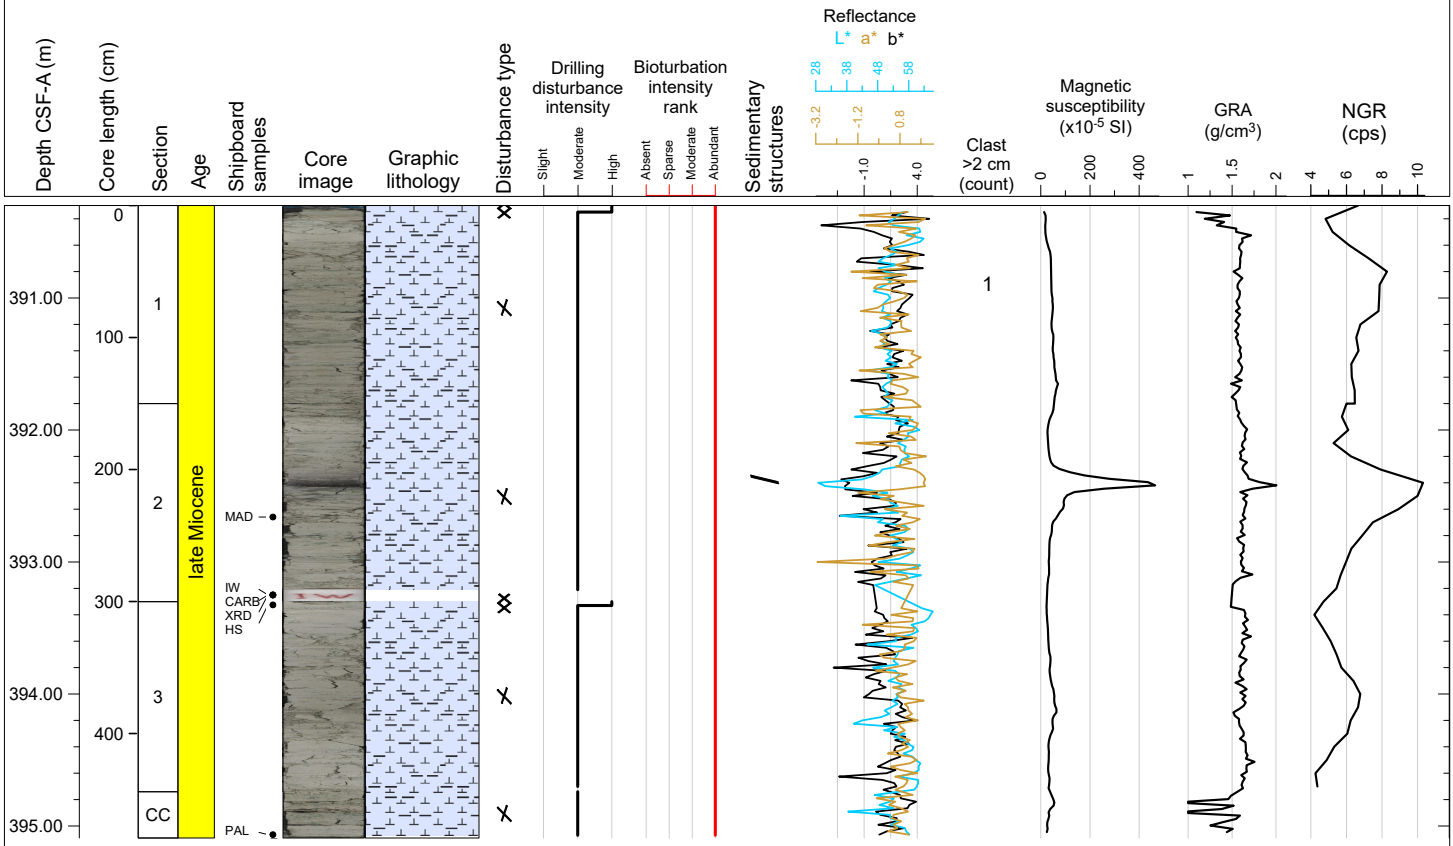 Depth CSF-A (m)
Core length (cm)
Section
Age
Shipboard
samples
Core
image
Graphic
lithology
Disturbance type
Drilling
disturbance
intensity
Slight
Moderate
High
Bioturbation
intensity
rank
Absent
Sparse
Moderate
Abundant
Sedimentary
structures
Reflectance
L* a* b*
28 38 48 58
-3.2 -1.2 0.8
-1.0 4.0
Clast
>2 cm
(count)
Magnetic
susceptibility
(x10-5 SI)
0 200 400
GRA
(g/cm3)
1 1.5 2
NGR
(cps)
4 6 8 10
391.00
392.00
393.00
394.00
395.00
0
100
200
300
400
1
2
3
CC
late Miocene
MAD
IW
CARB
XRD
HS
PAL
IW
1